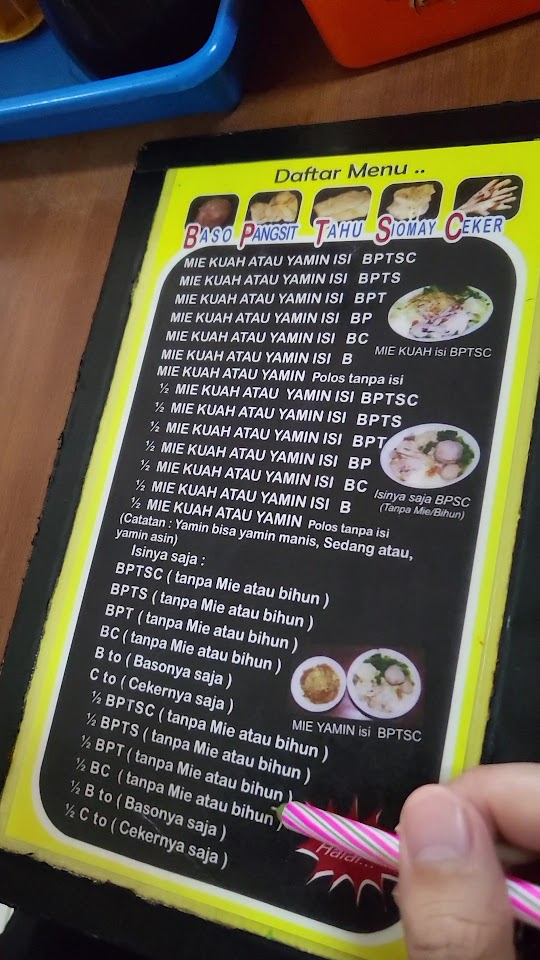 Daftar Menu ..
BASO PANGSIT TAHU SIOMAY CEKER
MIE KUAH ATAU YAMIN ISI BPTSC
MIE KUAH ATAU YAMIN ISI BPTS
MIE KUAH ATAU YAMIN ISI BPT
MIE KUAH ATAU YAMIN ISI BP
MIE KUAH ATAU YAMIN ISI BC
MIE KUAH ATAU YAMIN ISI B
MIE KUAH isi BPTSC
MIE KUAH ATAU YAMIN Polos tanpa isi
½ MIE KUAH ATAU YAMIN ISI BPTSC
½ MIE KUAH ATAU YAMIN ISI BPTS
½ MIE KUAH ATAU YAMIN ISI BPT
½ MIE KUAH ATAU YAMIN ISI BP
½ MIE KUAH ATAU YAMIN ISI BC
½ MIE KUAH ATAU YAMIN ISI B
Isinya saja BPSC
(Tanpa Mie/Bihun)
½ MIE KUAH ATAU YAMIN Polos tanpa isi
(Catatan : Yamin bisa yamin manis, Sedang atau,
yamin asin)
Isinya saja :
BPTSC ( tanpa Mie atau bihun )
BPTS ( tanpa Mie atau bihun )
BPT ( tanpa Mie atau bihun )
BC ( tanpa Mie atau bihun )
B to ( Basonya saja )
C to ( Cekernya saja )
MIE YAMIN isi BPTSC
½ BPTSC ( tanpa Mie atau bihun )
½ BPTS ( tanpa Mie atau bihun )
½ BPT ( tanpa Mie atau bihun )
½ BC ( tanpa Mie atau bihun )
½ B to ( Basonya saja )
½ C to ( Cekernya saja )
Halal...